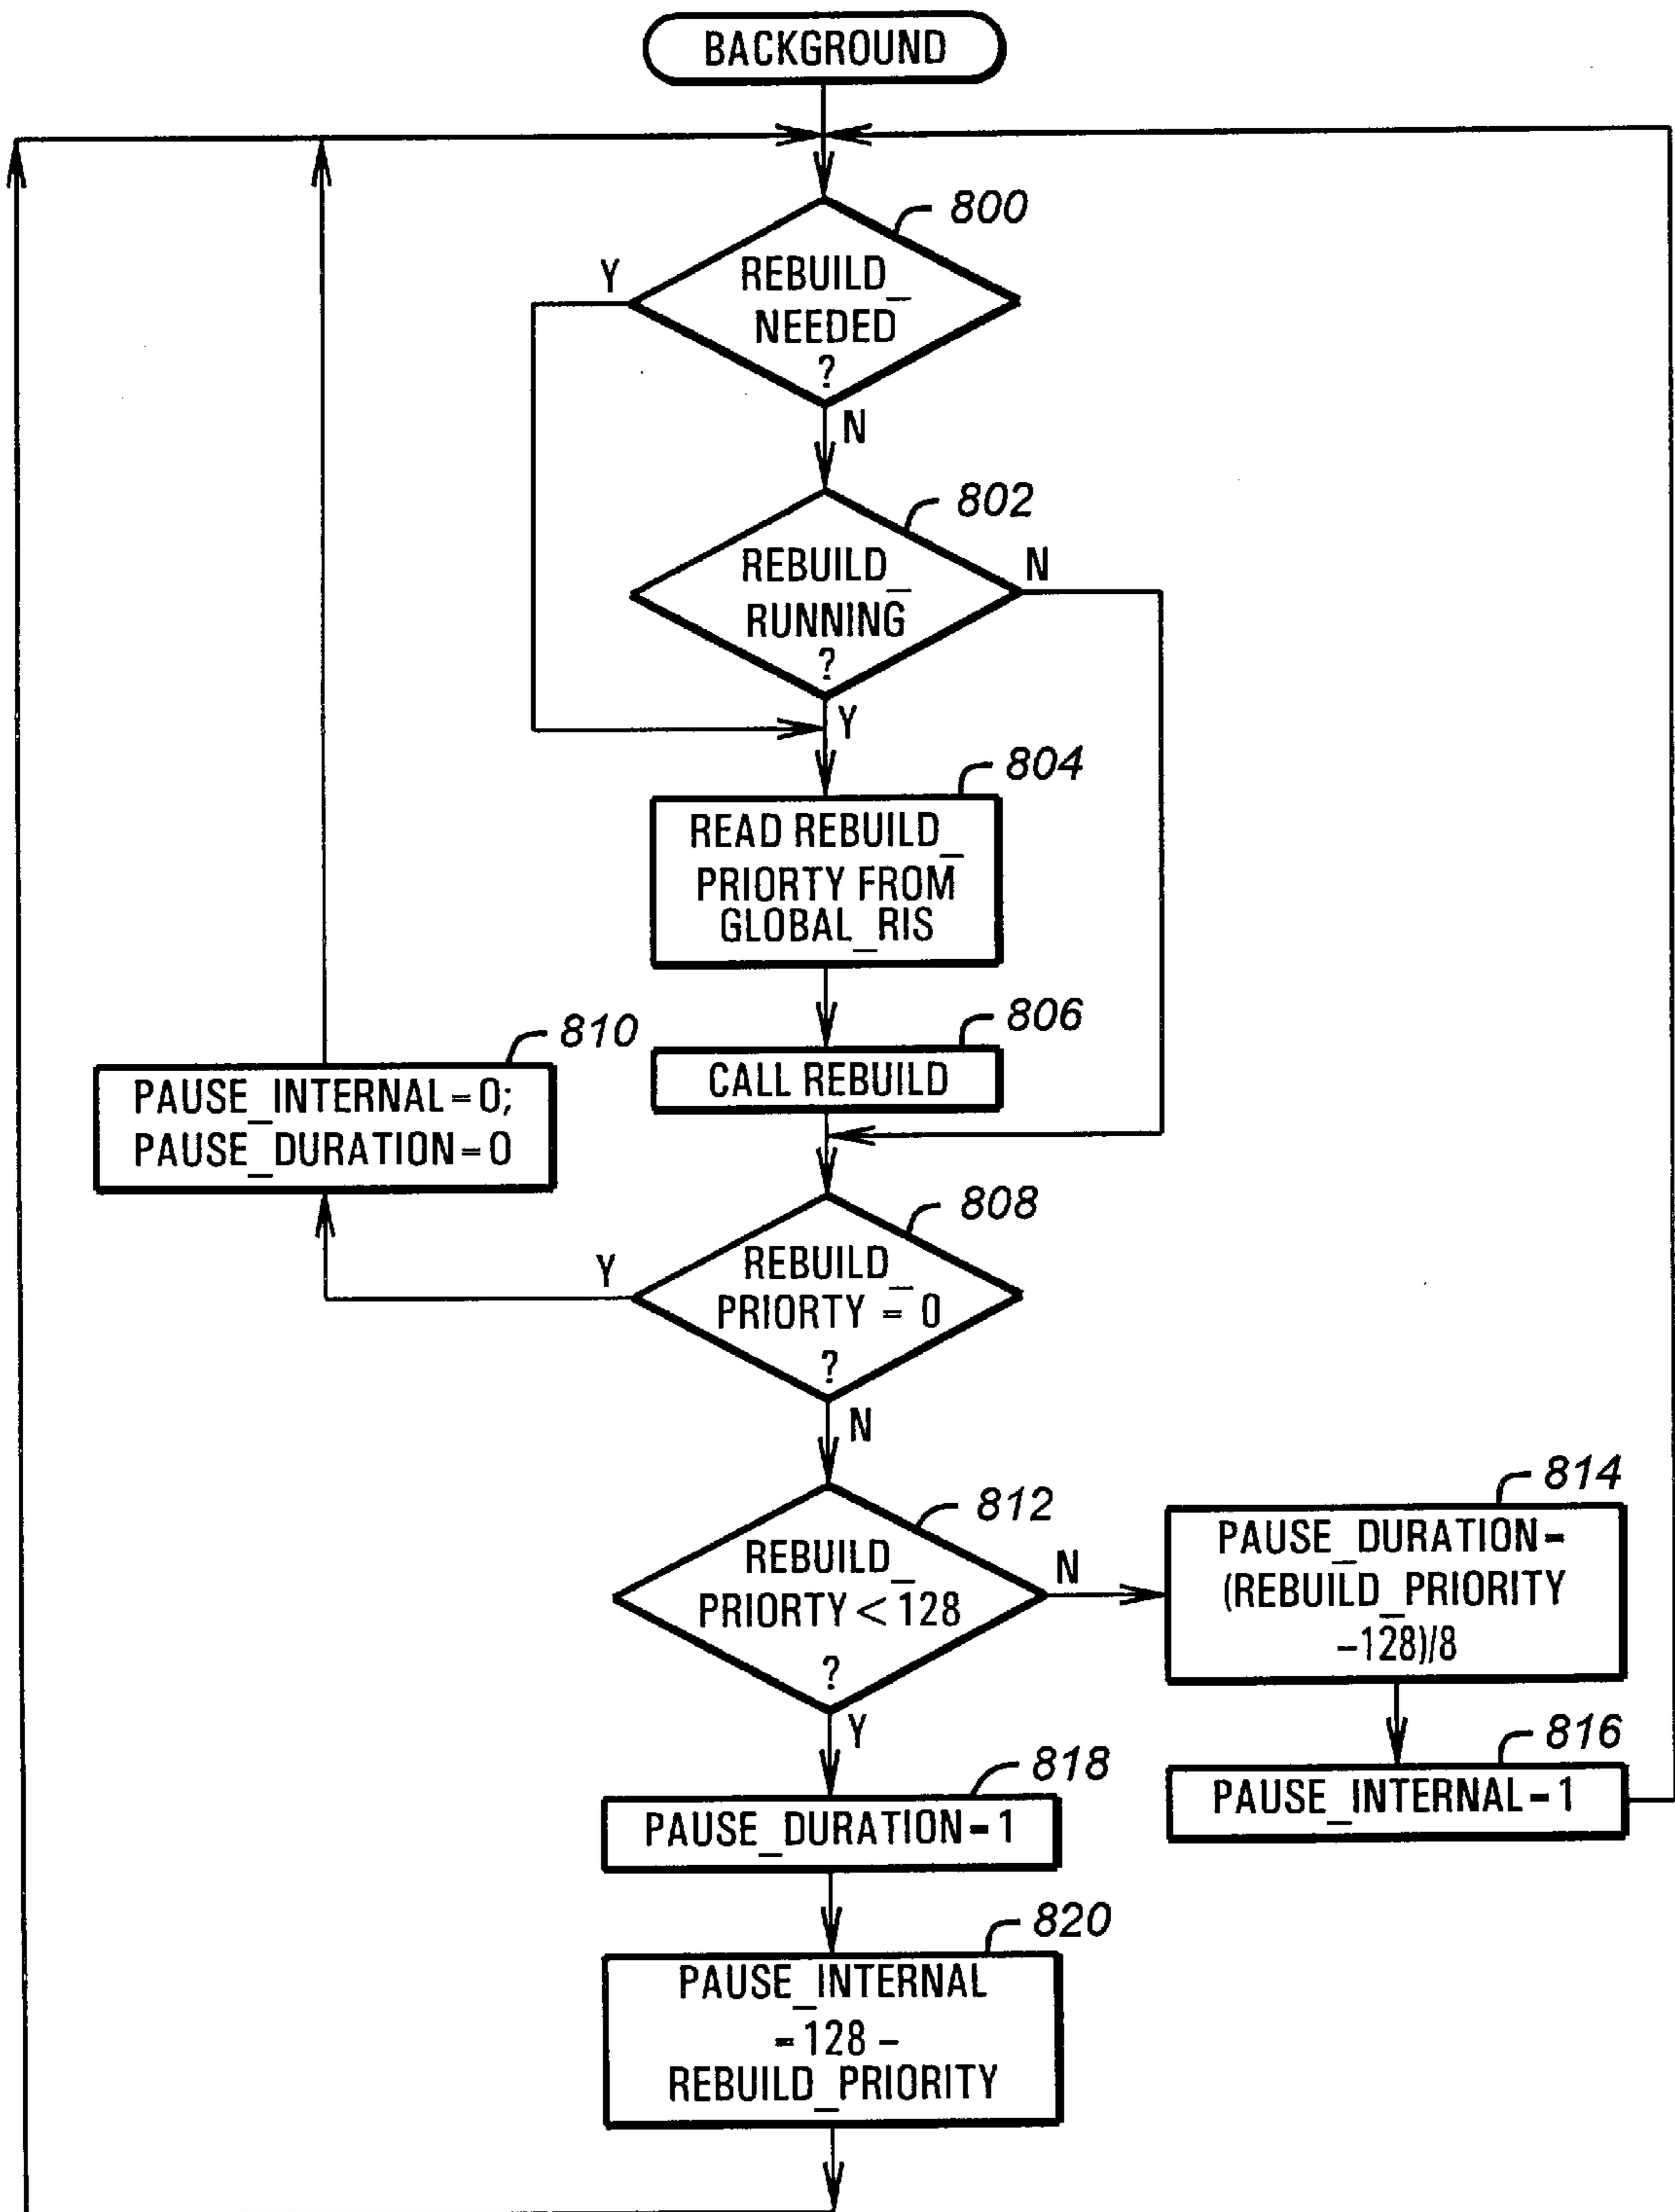 BACKGROUND
800
Y
REBUILD_
NEEDED
?
N
802
REBUILD_
RUNNING
?
N
Y
804
READ REBUILD_
PRIORTY FROM
GLOBAL_RIS
806
CALL REBUILD
810
PAUSE_INTERNAL=0;
PAUSE_DURATION=0
808
Y
REBUILD_
PRIORTY = 0
?
N
812
REBUILD_
PRIORTY < 128
?
N
Y
814
PAUSE_DURATION=
(REBUILD_PRIORITY
-128)/8
816
PAUSE_INTERNAL=1
818
PAUSE_DURATION=1
820
PAUSE_INTERNAL
=128 -
REBUILD_PRIORITY